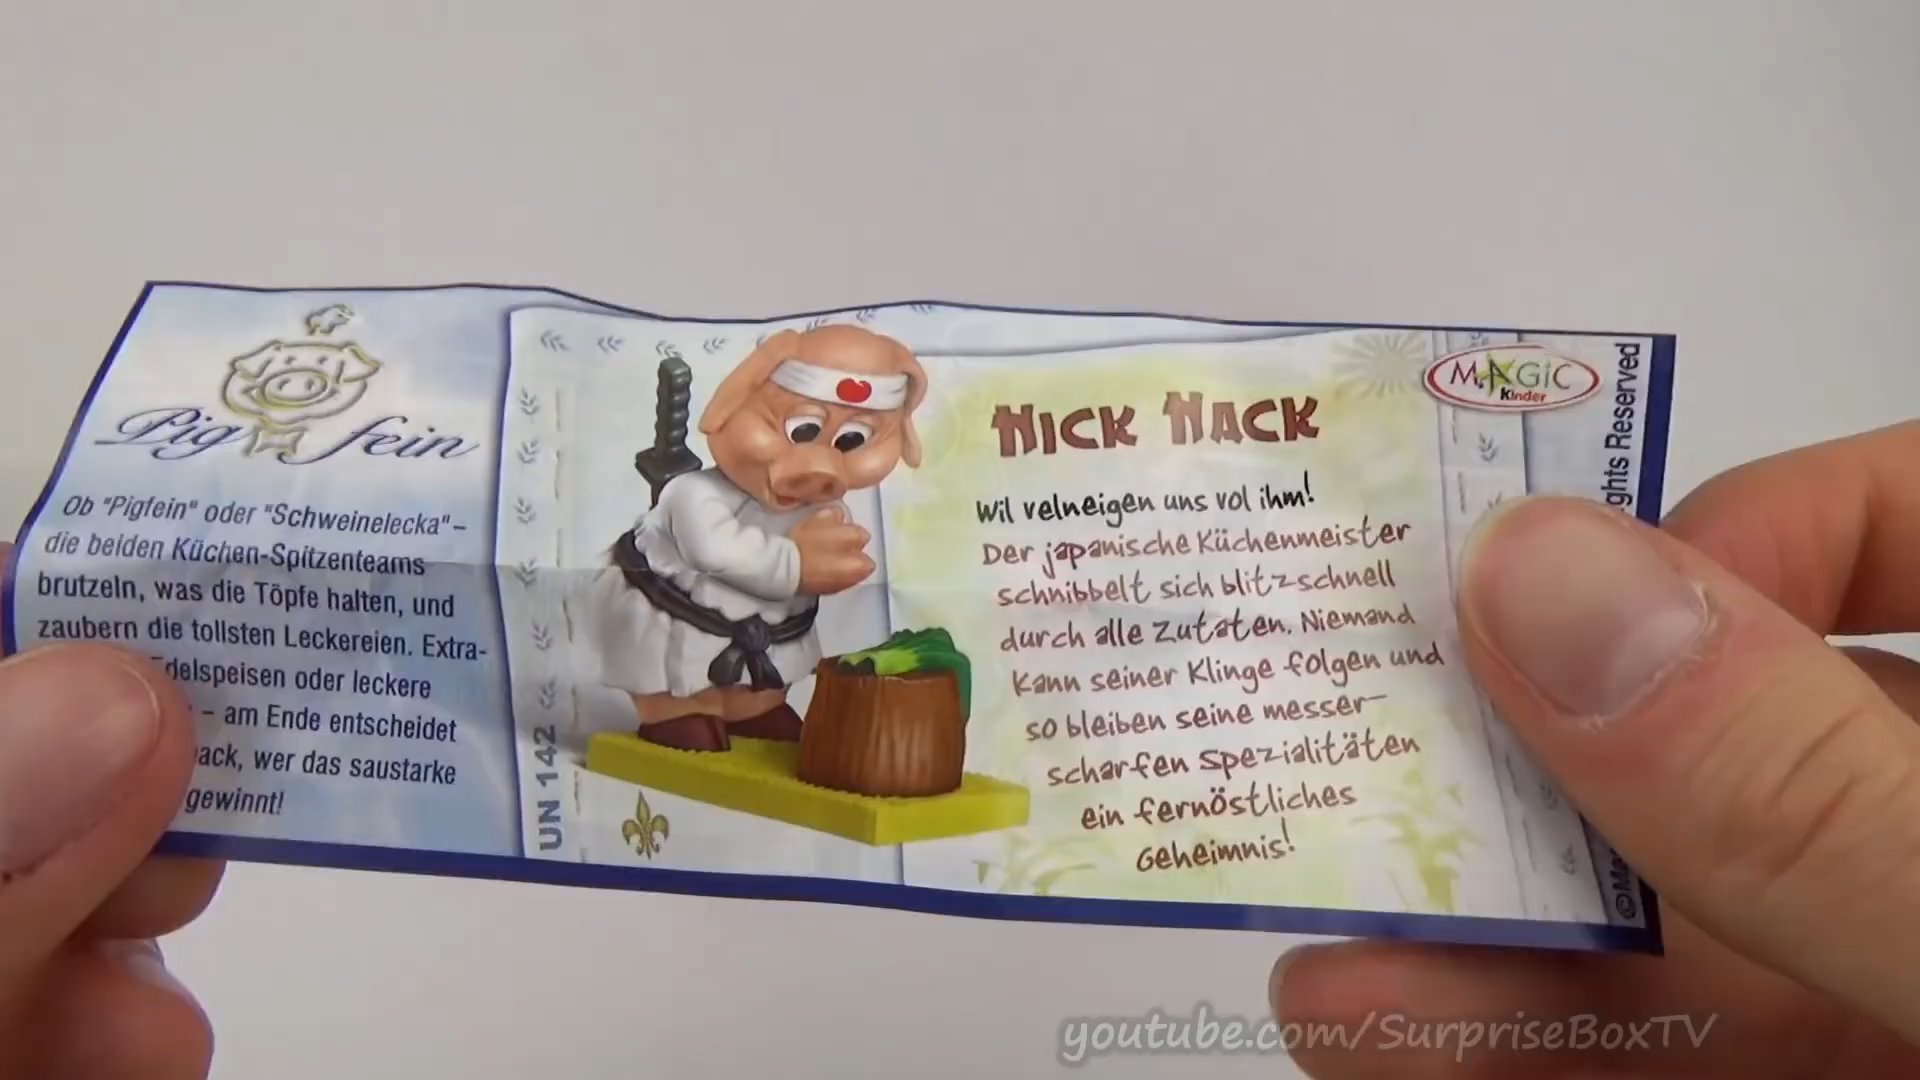 Pig fein
Ob "Pigfein" oder "Schweinelecka"–
die beiden Küchen-Spitzenteams
brutzeln, was die Töpfe halten, und
zaubern die tollsten Leckereien. Extra-
delspeisen oder leckere
– am Ende entscheidet
ack, wer das saustarke
gewinnt!
UN 142
NICK NACK
Wil velneigen uns vol ihm!
Der japanische Küchenmeister
schnibbelt sich blitzschnell
durch alle Zutaten. Niemand
kann seiner Klinge folgen und
so bleiben seine messer-
scharfen Spezialitäten
ein fernöstliches
Geheimnis!
MAGIC
Kinder
ghts Reserved
youtube.com/SurpriseBoxTV